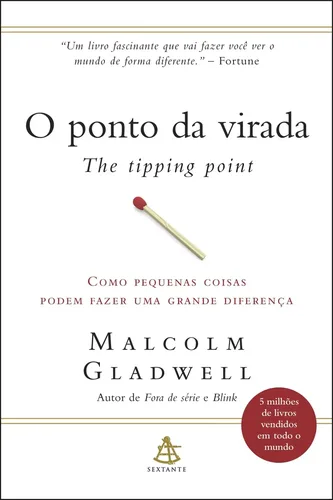 “Um livro fascinante que vai fazer você ver o
mundo de forma diferente.” – Fortune
O ponto da virada
The tipping point
Como pequenas coisas
podem fazer uma grande diferença
Malcolm
Gladwell
Autor de Fora de série e Blink
5 milhões
de livros
vendidos
em todo o
mundo
SEXTANTE